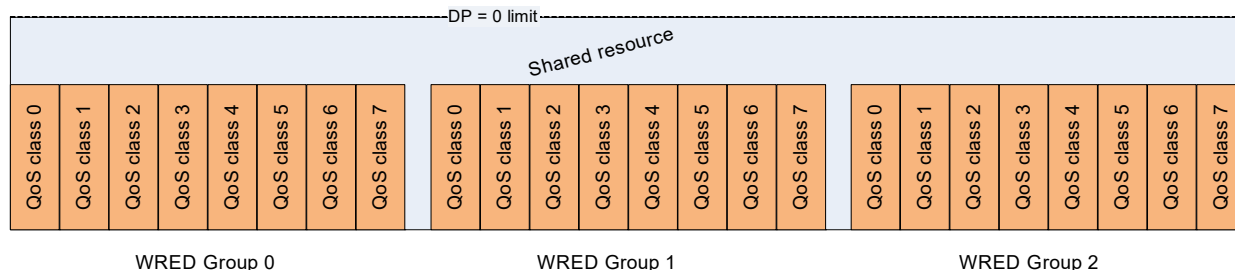 DP = 0 limit
Shared resource
QoS class 0
QoS class 1
QoS class 2
QoS class 3
QoS class 4
QoS class 5
QoS class 6
QoS class 7
QoS class 0
QoS class 1
QoS class 2
QoS class 3
QoS class 4
QoS class 5
QoS class 6
QoS class 7
QoS class 0
QoS class 1
QoS class 2
QoS class 3
QoS class 4
QoS class 5
QoS class 6
QoS class 7
WRED Group 0
WRED Group 1
WRED Group 2